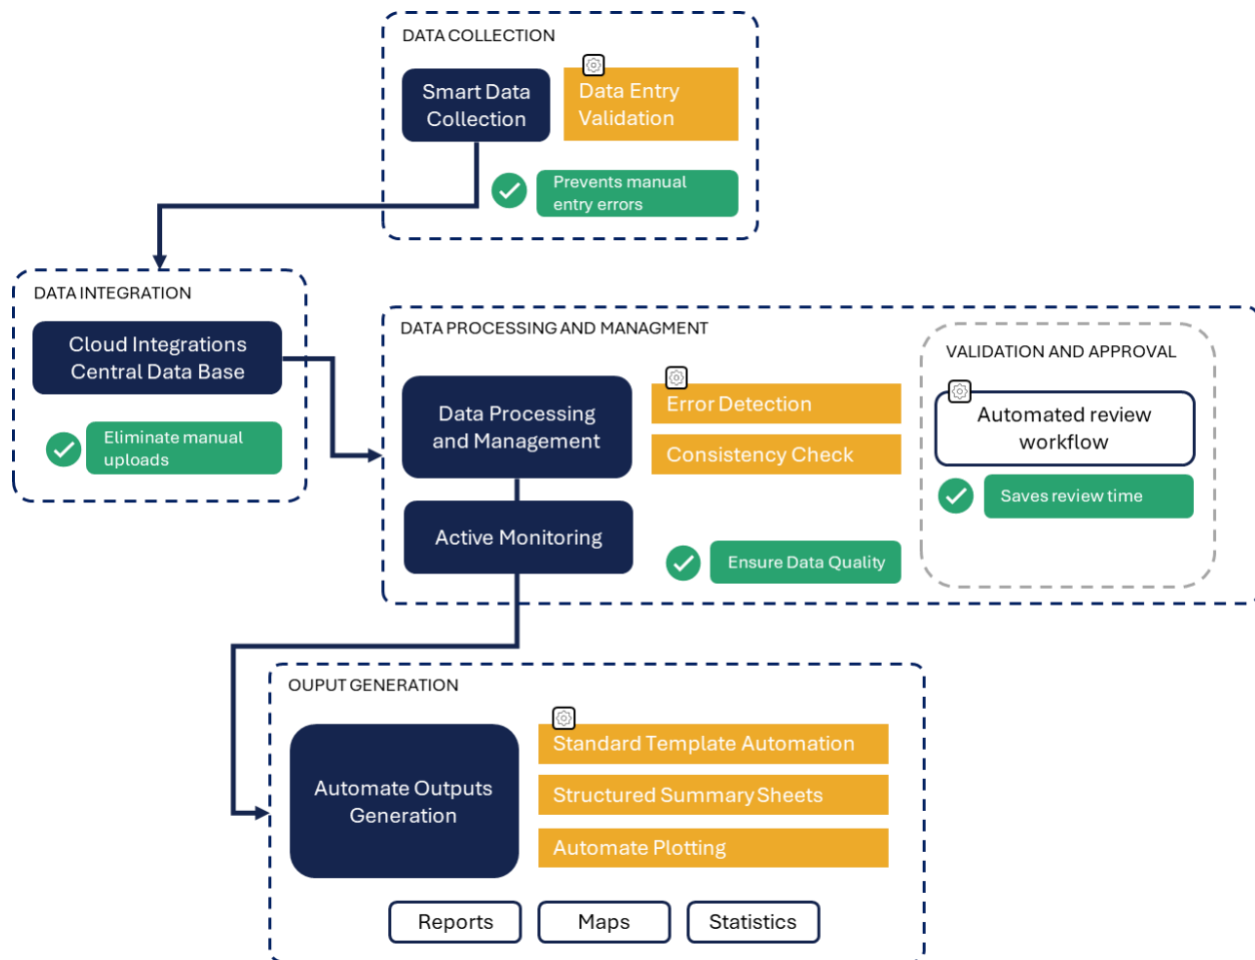 DATA COLLECTION
Smart Data
Collection
Data Entry
Validation
Prevents manual
entry errors
DATA INTEGRATION
Cloud Integrations
Central Data Base
Eliminate manual
uploads
DATA PROCESSING AND MANAGMENT
Data Processing
and Management
Error Detection
Consistency Check
Active Monitoring
Ensure Data Quality
VALIDATION AND APPROVAL
Automated review
workflow
Saves review time
OUPUT GENERATION
Automate Outputs
Generation
Standard Template Automation
Structured Summary Sheets
Automate Plotting
Reports
Maps
Statistics